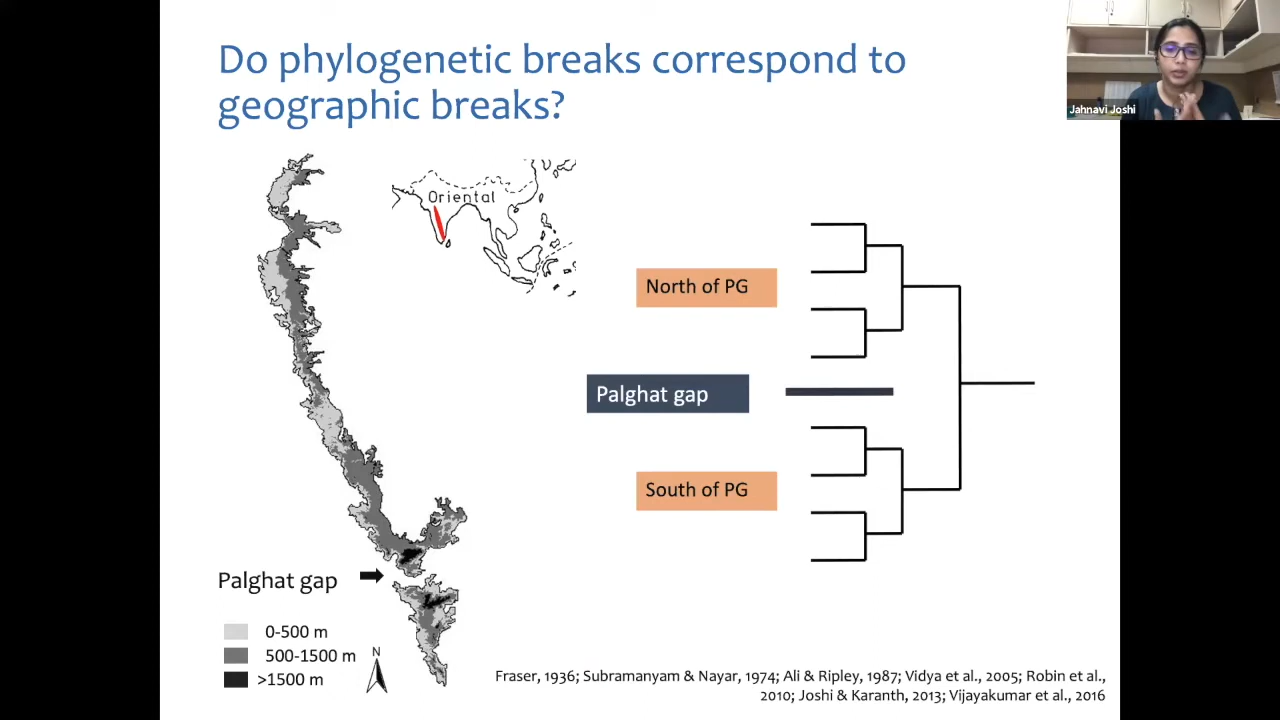 Do phylogenetic breaks correspond to
geographic breaks?
Jahnavi Joshi
Oriental
North of PG
Palghat gap
South of PG
Palghat gap
0-500 m
500-1500 m
>1500 m
N
Fraser, 1936; Subramanyam & Nayar, 1974; Ali & Ripley, 1987; Vidya et al., 2005; Robin et al.,
2010; Joshi & Karanth, 2013; Vijayakumar et al., 2016